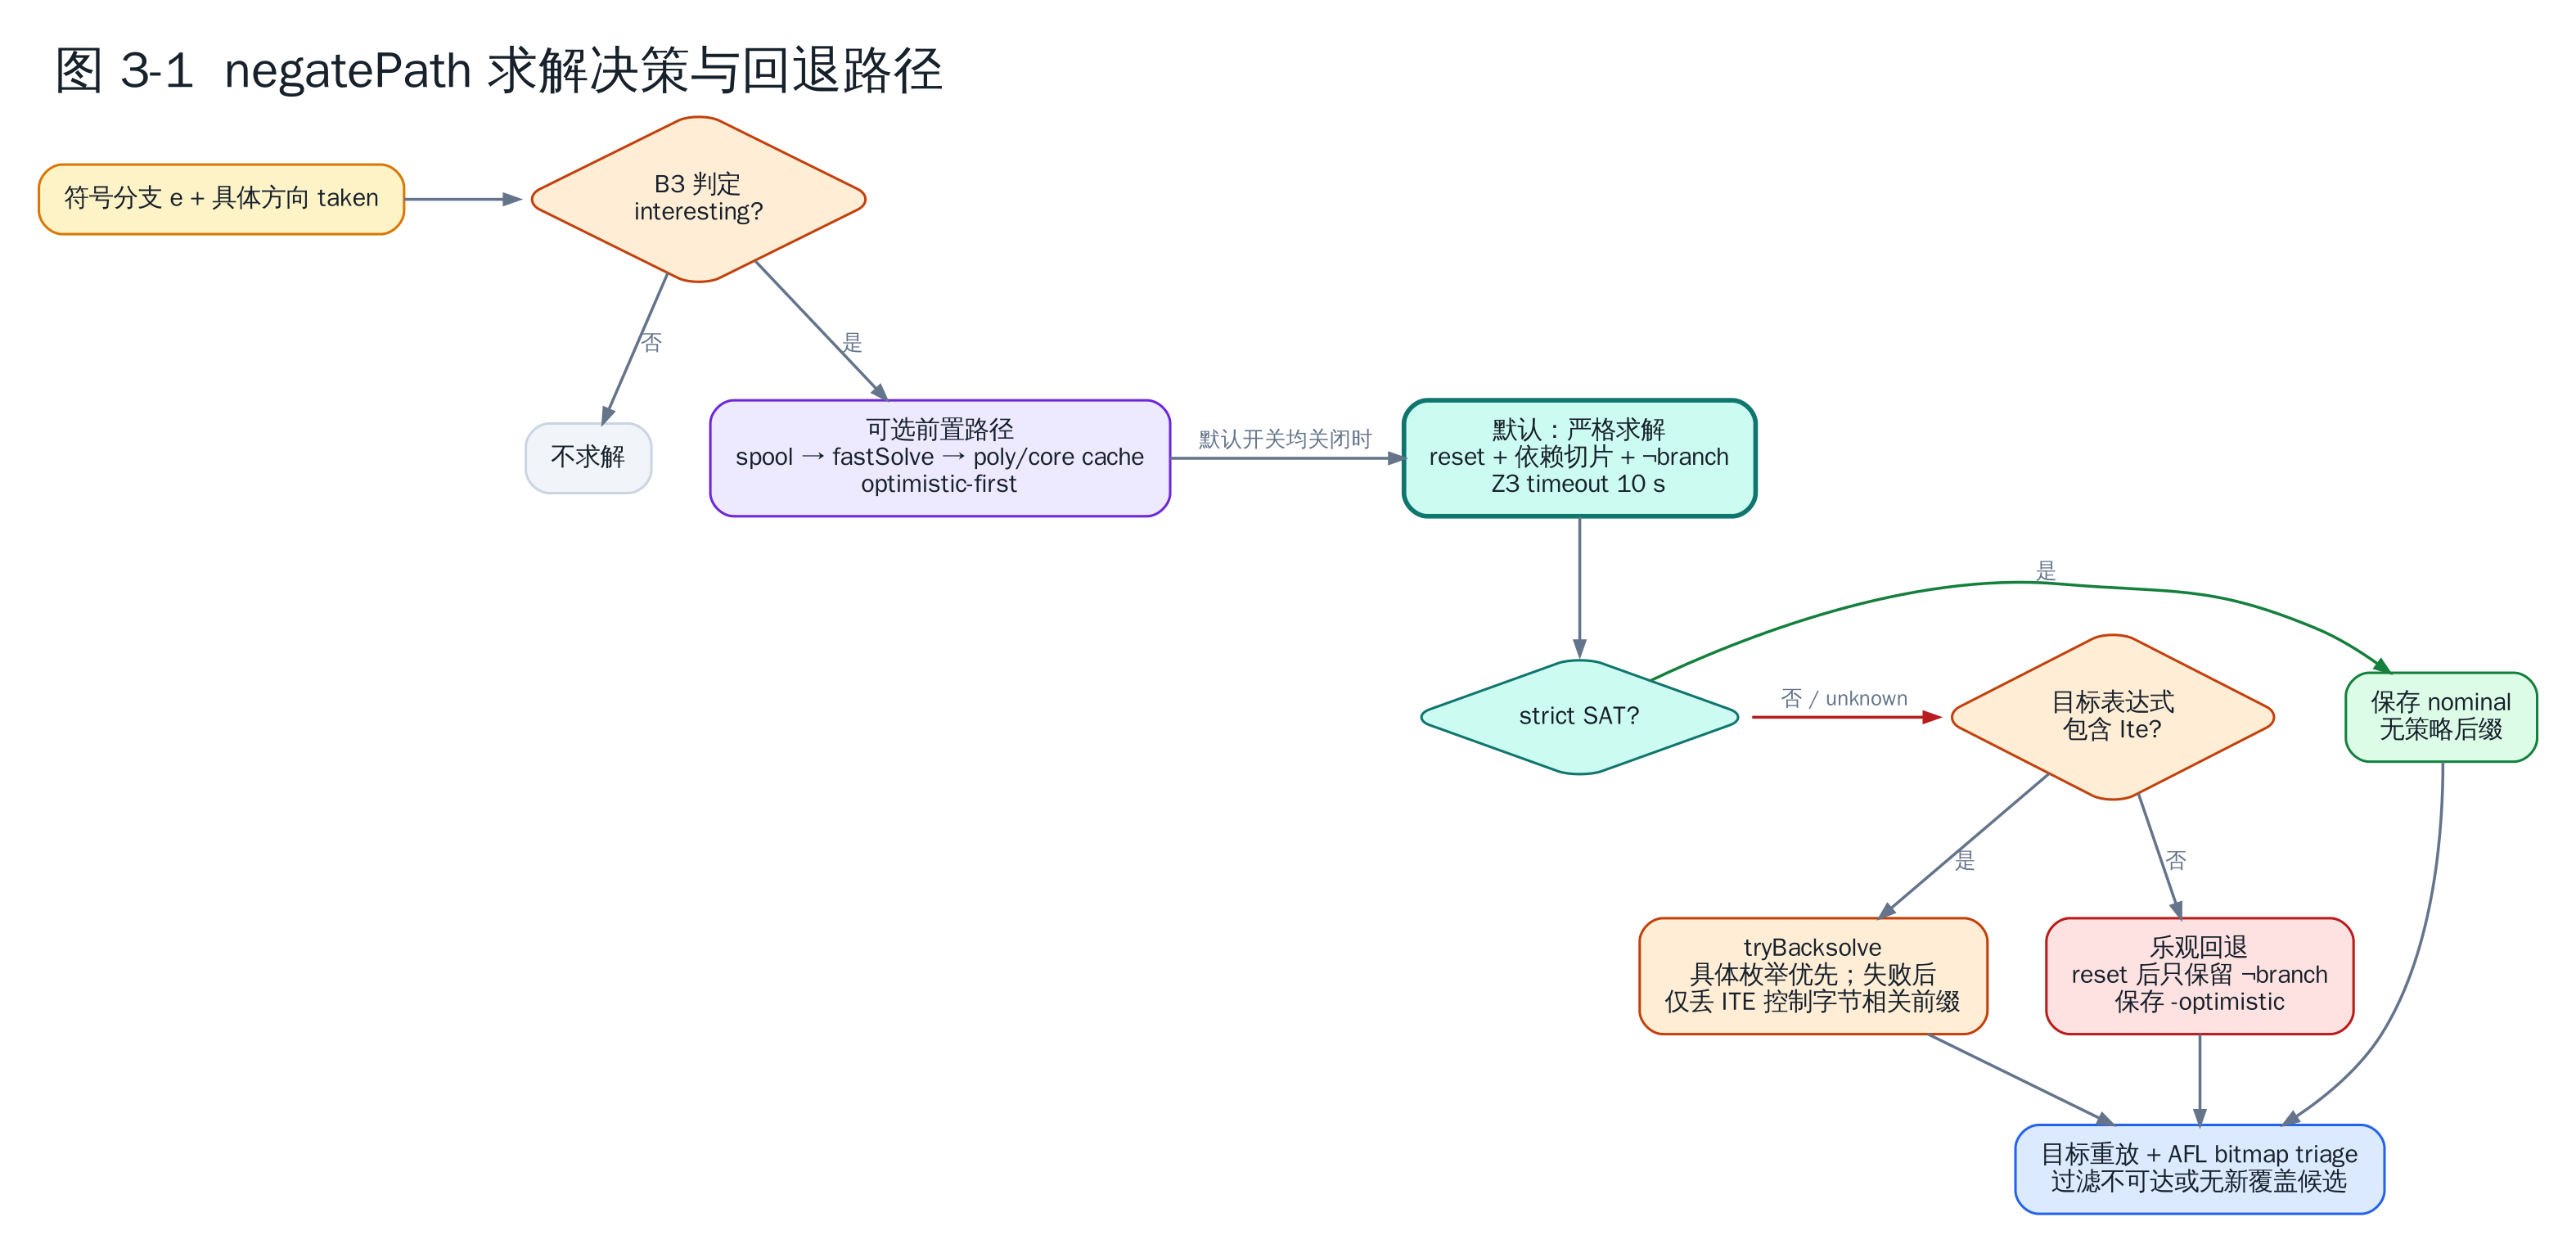 图 3-1 negatePath 求解决策与回退路径
符号分支 e + 具体方向 taken
B3 判定
interesting?
否
是
不求解
可选前置路径
spool → fastSolve → poly/core cache
optimistic-first
默认开关均关闭时
默认：严格求解
reset + 依赖切片 + ¬branch
Z3 timeout 10 s
是
strict SAT?
否 / unknown
目标表达式
包含 Ite?
保存 nominal
无策略后缀
是
否
tryBacksolve
具体枚举优先；失败后
仅丢 ITE 控制字节相关前缀
乐观回退
reset 后只保留 ¬branch
保存 -optimistic
目标重放 + AFL bitmap triage
过滤不可达或无新覆盖候选